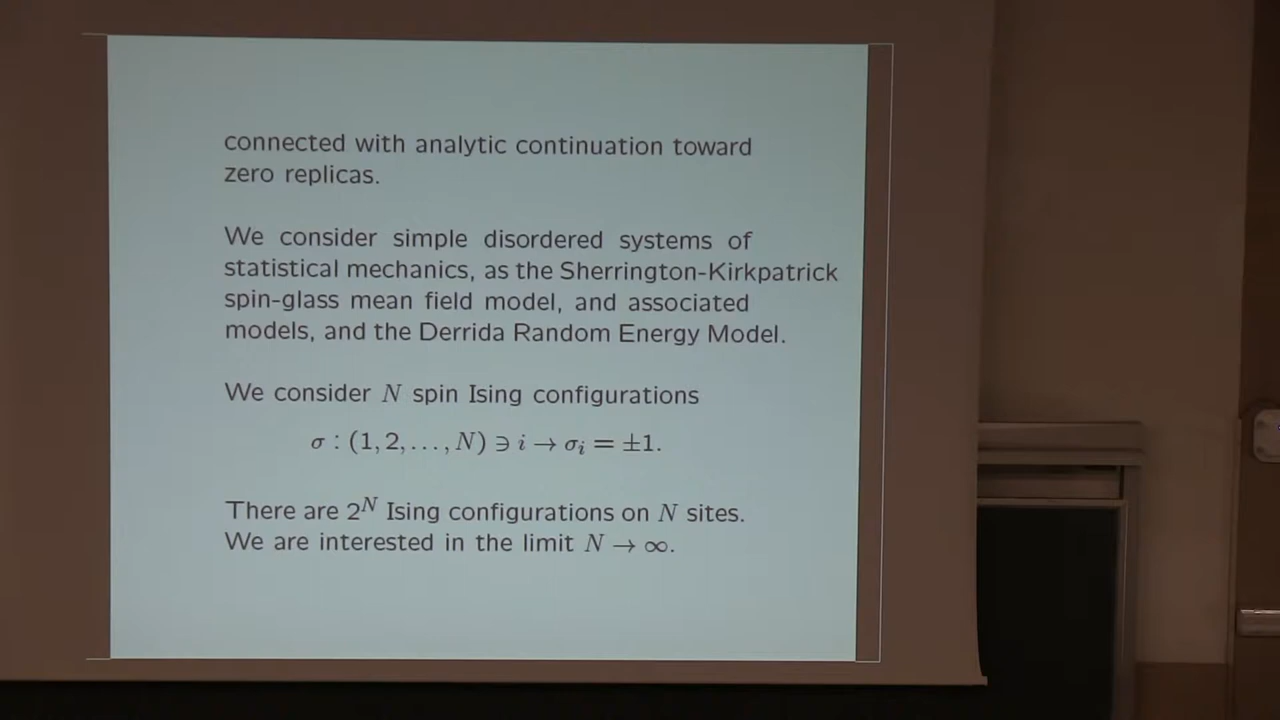 connected with analytic continuation toward
zero replicas.
We consider simple disordered systems of
statistical mechanics, as the Sherrington-Kirkpatrick
spin-glass mean field model, and associated
models, and the Derrida Random Energy Model.
We consider N spin Ising configurations
σ : (1, 2, . . . , N) ∋ i → σᵢ = ±1.
There are 2ᴺ Ising configurations on N sites.
We are interested in the limit N → ∞.